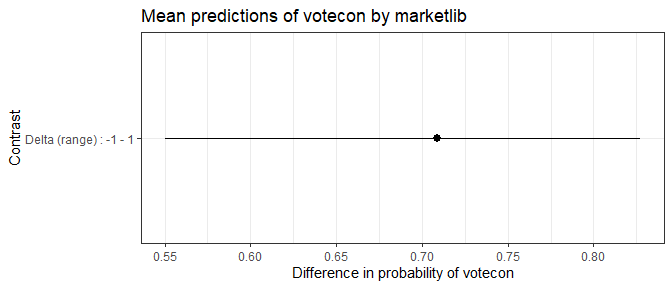 Mean predictions of votecon by marketlib
Contrast
Delta (range) : -1 - 1
0.55 0.60 0.65 0.70 0.75 0.80
Difference in probability of votecon